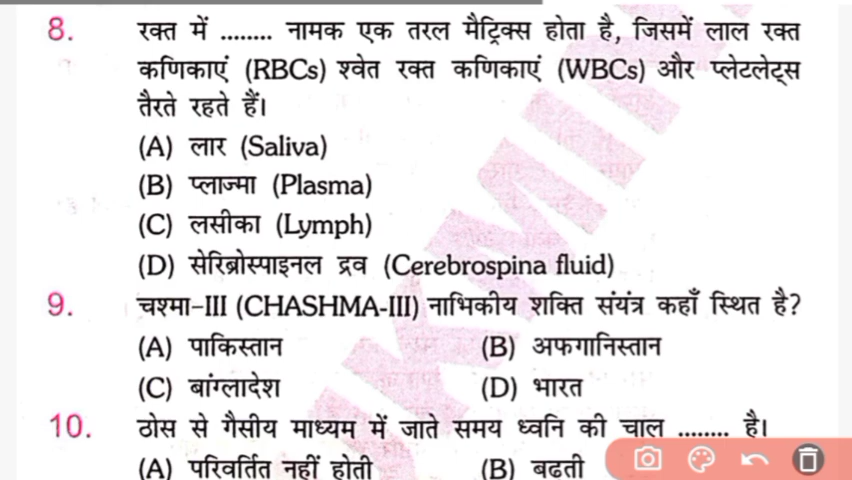 8. रक्त में ........ नामक एक तरल मैट्रिक्स होता है, जिसमें लाल रक्त
कणिकाएं (RBCs) श्वेत रक्त कणिकाएं (WBCs) और प्लेटलेट्स
तैरते रहते हैं।
(A) लार (Saliva)
(B) प्लाज्मा (Plasma)
(C) लसीका (Lymph)
(D) सेरिब्रोस्पाइनल द्रव (Cerebrospina fluid)
9. चश्मा-III (CHASHMA-III) नाभिकीय शक्ति संयंत्र कहाँ स्थित है?
(A) पाकिस्तान (B) अफगानिस्तान
(C) बांग्लादेश (D) भारत
10. ठोस से गैसीय माध्यम में जाते समय ध्वनि की चाल ........ है।
(A) परिवर्तित नहीं होती (B) बढती